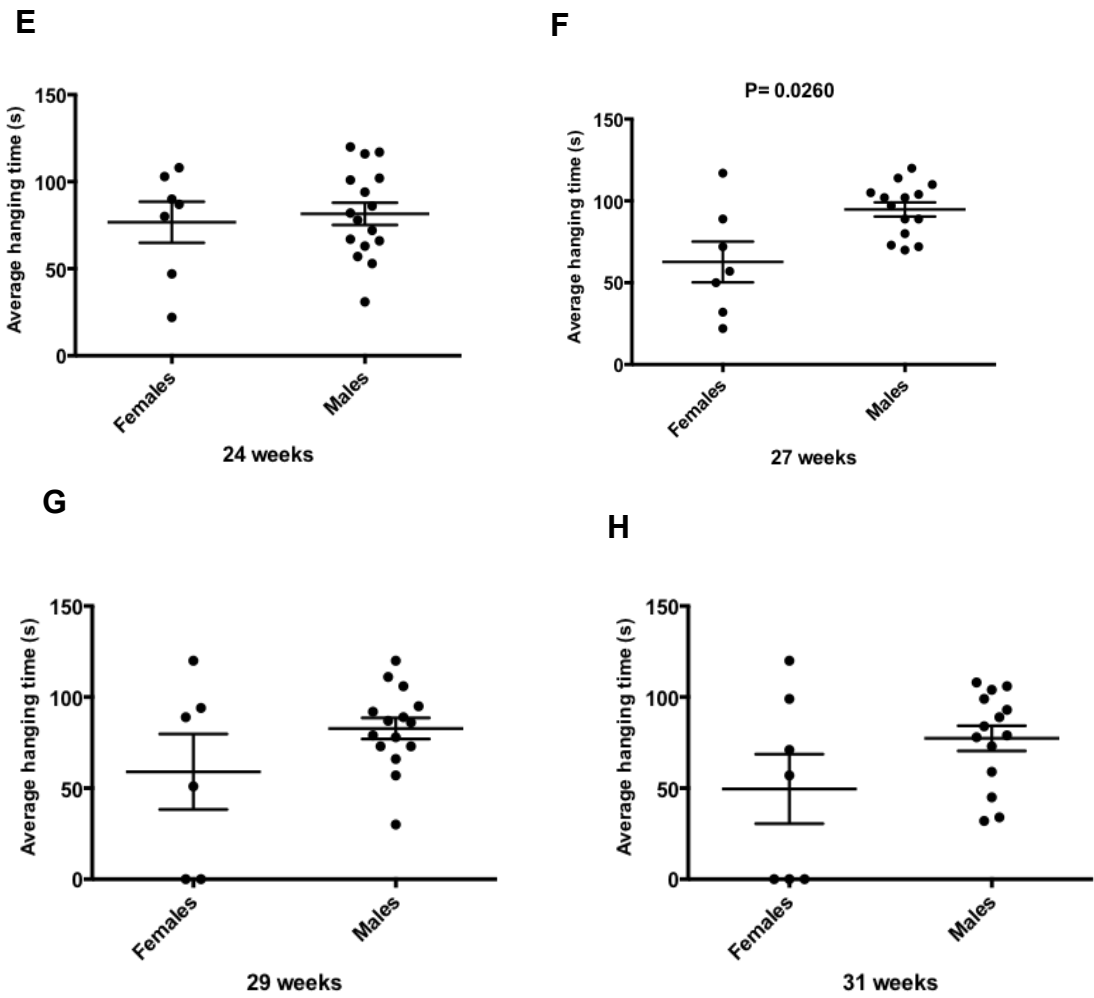 E
F
P= 0.0260
Average hanging time (s)
150
100
50
0
Females
Males
24 weeks
Average hanging time (s)
150
100
50
0
Females
Males
27 weeks
G
H
Average hanging time (s)
150
100
50
0
Females
Males
29 weeks
Average hanging time (s)
150
100
50
0
Females
Males
31 weeks